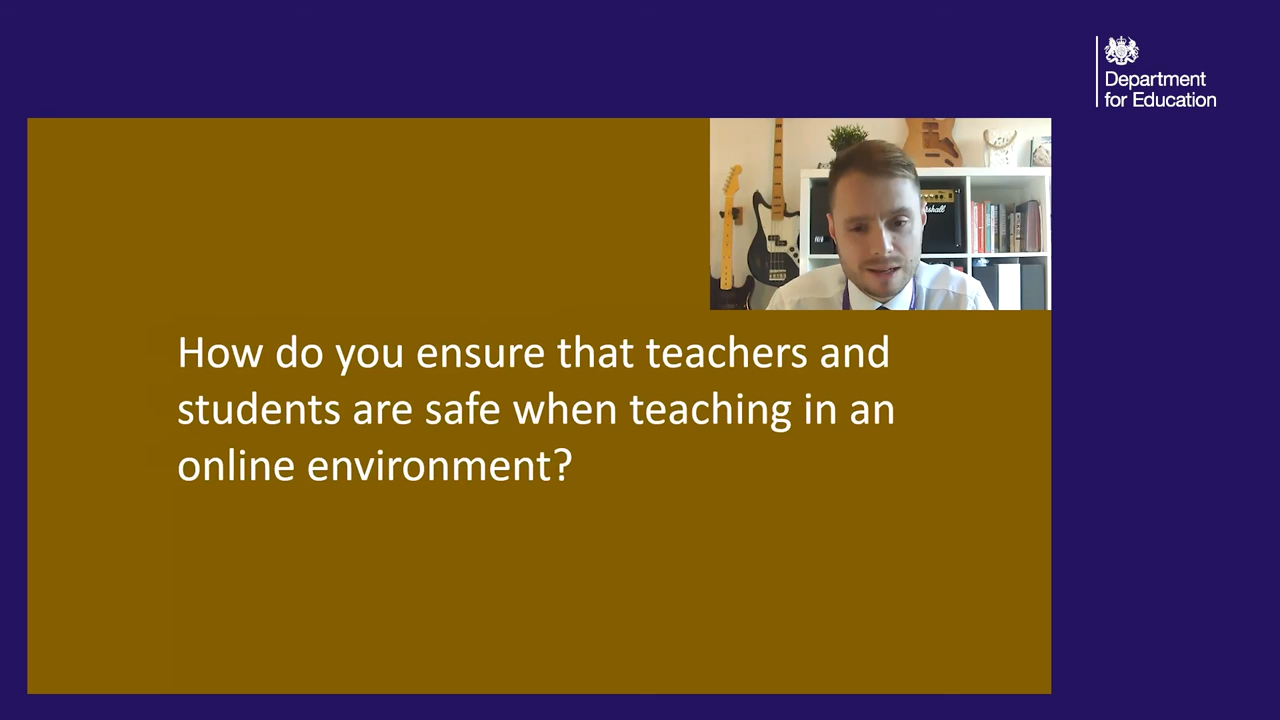 Department
for Education
How do you ensure that teachers and
students are safe when teaching in an
online environment?